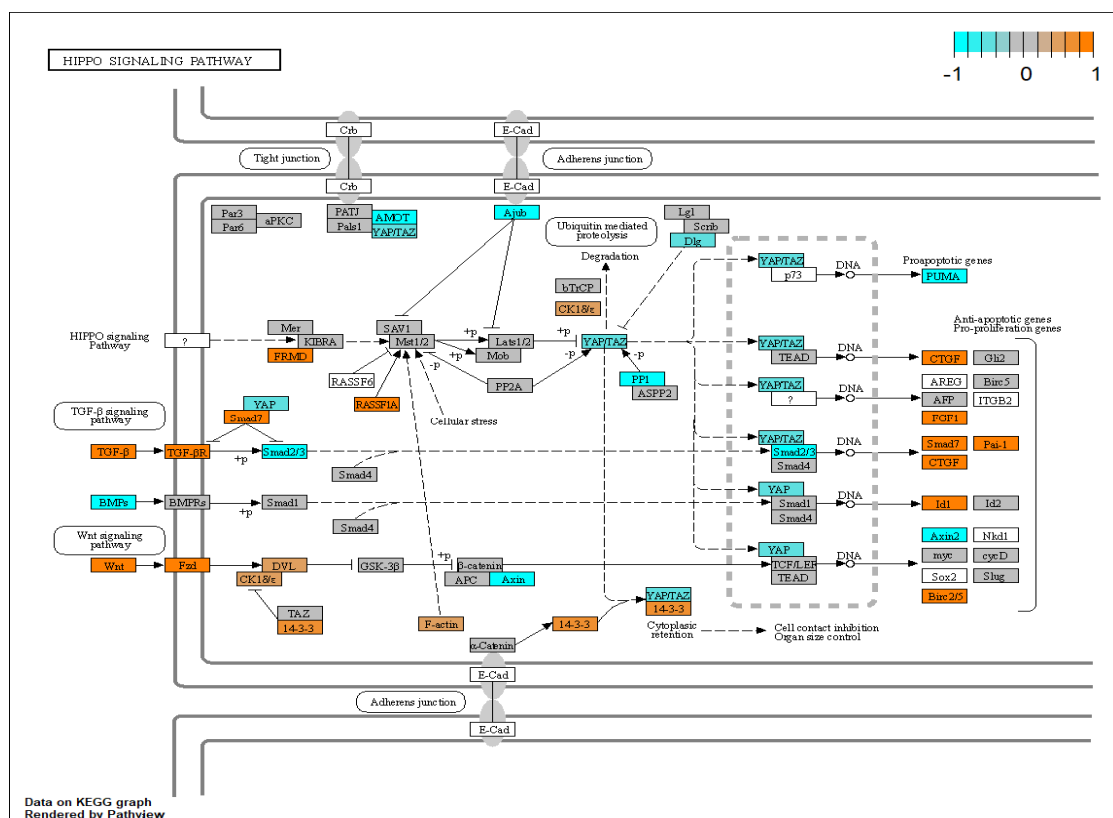 HIPPO SIGNALING PATHWAY
-1 0 1
Crb
E-Cad
Tight junction
Adherens junction
Crb
E-Cad
Par3
Par6
aPKC
PATJ
Pals1
AMOT
YAP/TAZ
Ajub
Ubiquitin mediated
proteolysis
Degradation
Lgl
Scrib
Dlg
bTrCP
CK1δ/ε
YAP/TAZ
p73
DNA
Proapoptotic genes
PUMA
Anti-apoptotic genes
Pro-proliferation genes
HIPPO signaling
Pathway
?
Mer
KIBRA
FRMD
SAV1
Mst1/2
+p
+p
-p
Lats1/2
Mob
+p
-p
YAP/TAZ
-p
PP1
ASPP2
PP2A
RASSF6
RASSF1A
Cellular stress
YAP/TAZ
TEAD
DNA
CTGF
Gli2
AREG
Birc5
YAP/TAZ
?
DNA
AFP
ITGB2
FGF1
TGF-β signaling
pathway
YAP
Smad7
TGF-β
TGF-βR
+p
Smad2/3
Smad4
YAP/TAZ
Smad2/3
Smad4
DNA
Smad7
Pai-1
CTGF
BMPs
BMPRs
+p
Smad1
Smad4
YAP
Smad1
Smad4
DNA
Id1
Id2
Wnt signaling
pathway
Wnt
Fzd
DVL
CK1δ/ε
GSK-3β
+p
β-catenin
APC
Axin
YAP
TCF/LEF
TEAD
DNA
Axin2
Nkd1
myc
cycD
Sox2
Slug
Birc2/5
TAZ
14-3-3
F-actin
α-Catenin
14-3-3
YAP/TAZ
14-3-3
Cytoplasic
retention
Cell contact inhibition
Organ size control
E-Cad
Adherens junction
E-Cad
Data on KEGG graph
Rendered by Pathview